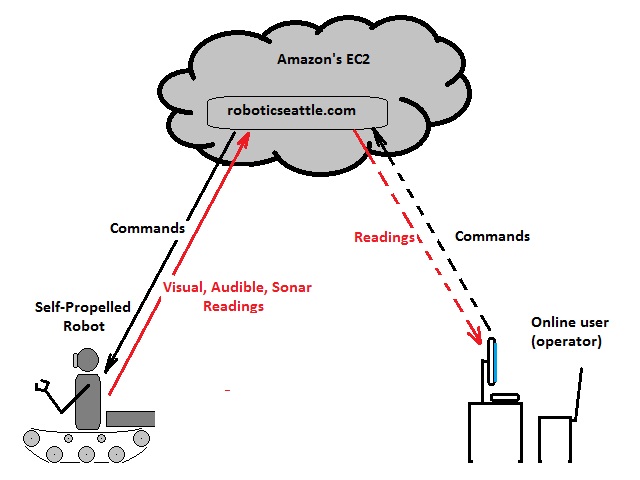 Amazon's EC2
roboticseattle.com
Commands
Readings
Commands
Visual, Audible, Sonar
Readings
Self-Propelled
Robot
Online user
(operator)